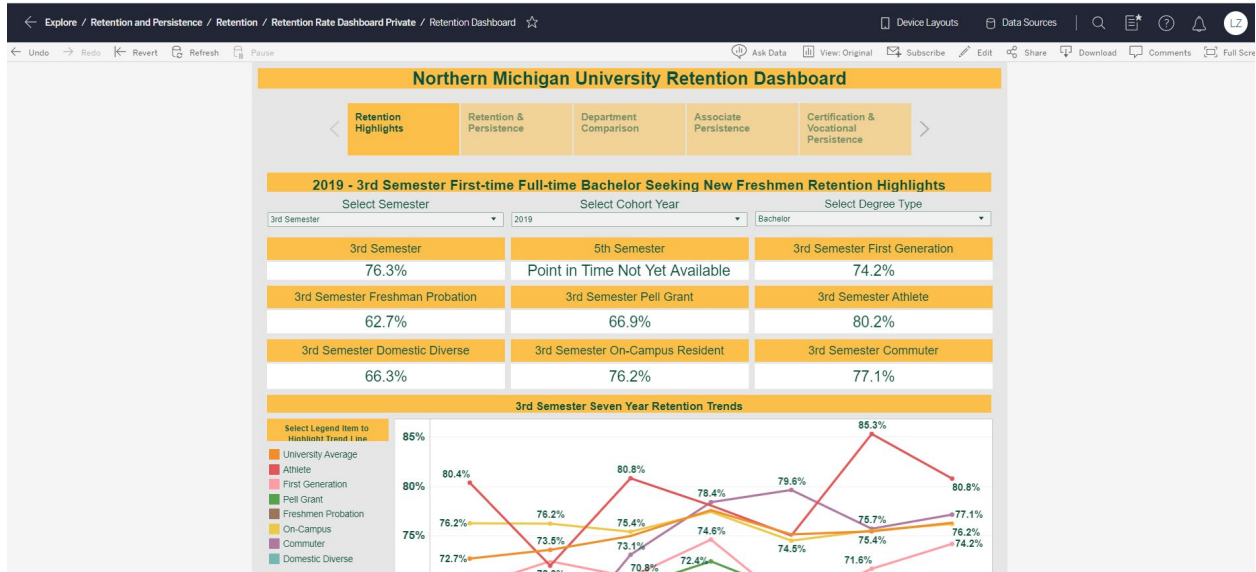 Explore / Retention and Persistence / Retention / Retention Rate Dashboard Private / Retention Dashboard
Device Layouts
Data Sources
LZ
Undo
Redo
Revert
Refresh
Pause
Ask Data
View: Original
Subscribe
Edit
Share
Download
Comments
Full Scre
Northern Michigan University Retention Dashboard
Retention
Highlights
Retention &
Persistence
Department
Comparison
Associate
Persistence
Certification &
Vocational
Persistence
2019 - 3rd Semester First-time Full-time Bachelor Seeking New Freshmen Retention Highlights
Select Semester
Select Cohort Year
Select Degree Type
3rd Semester
2019
Bachelor
3rd Semester
5th Semester
3rd Semester First Generation
76.3%
Point in Time Not Yet Available
74.2%
3rd Semester Freshman Probation
3rd Semester Pell Grant
3rd Semester Athlete
62.7%
66.9%
80.2%
3rd Semester Domestic Diverse
3rd Semester On-Campus Resident
3rd Semester Commuter
66.3%
76.2%
77.1%
3rd Semester Seven Year Retention Trends
Select Legend Item to
Highlight Trend Line
University Average
Athlete
First Generation
Pell Grant
Freshmen Probation
On-Campus
Commuter
Domestic Diverse
85%
80%
75%
85.3%
80.4%
80.8%
79.6%
80.8%
78.4%
76.2%
76.2%
75.4%
75.7%
77.1%
76.2%
73.5%
73.1%
74.6%
74.5%
75.4%
74.2%
72.7%
70.8%
72.4%
71.6%